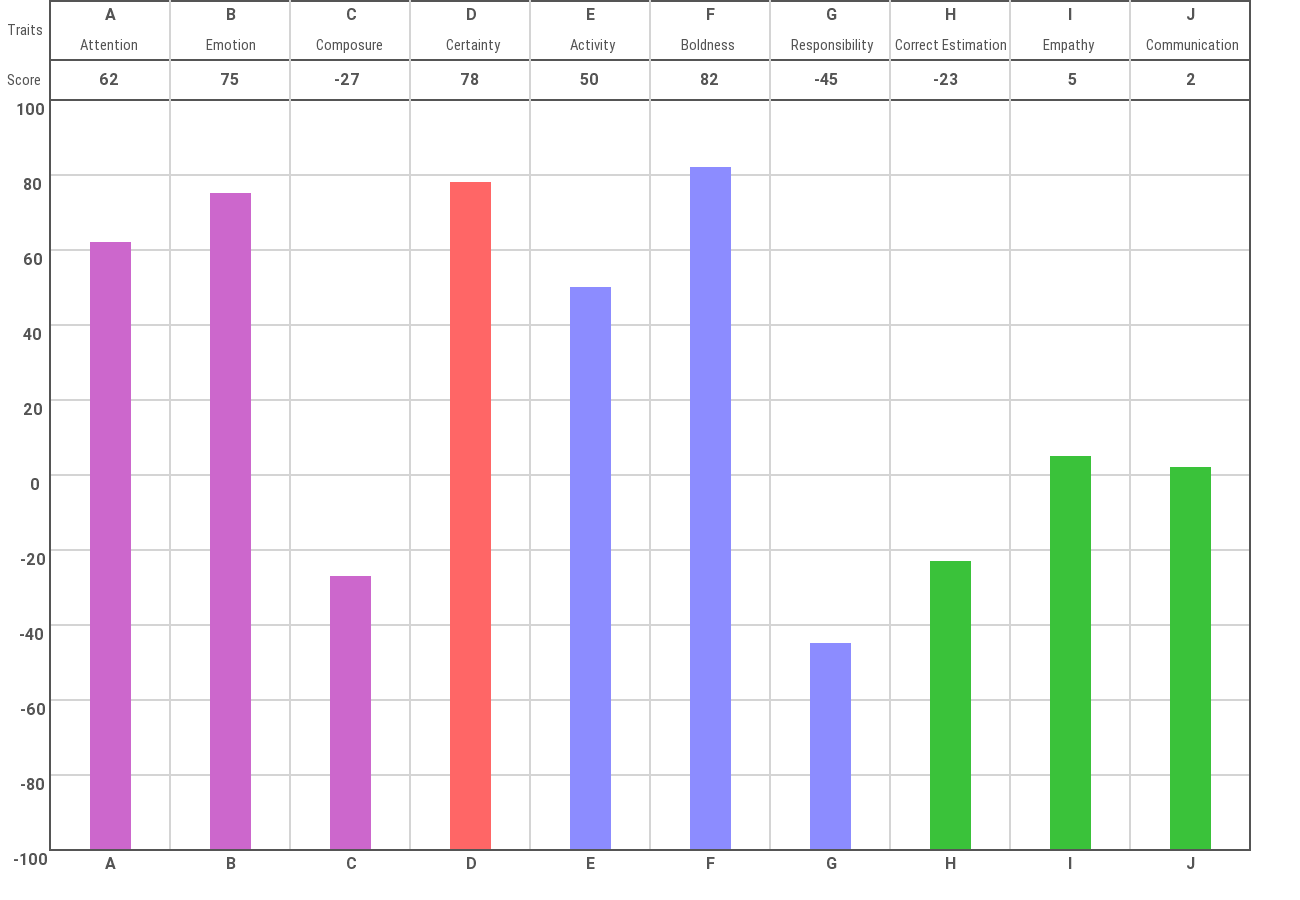 Traits
A B C D E F G H I J
Attention Emotion Composure Certainty Activity Boldness Responsibility Correct Estimation Empathy Communication
Score 62 75 -27 78 50 82 -45 -23 5 2
100
80
60
40
20
0
-20
-40
-60
-80
-100
A B C D E F G H I J